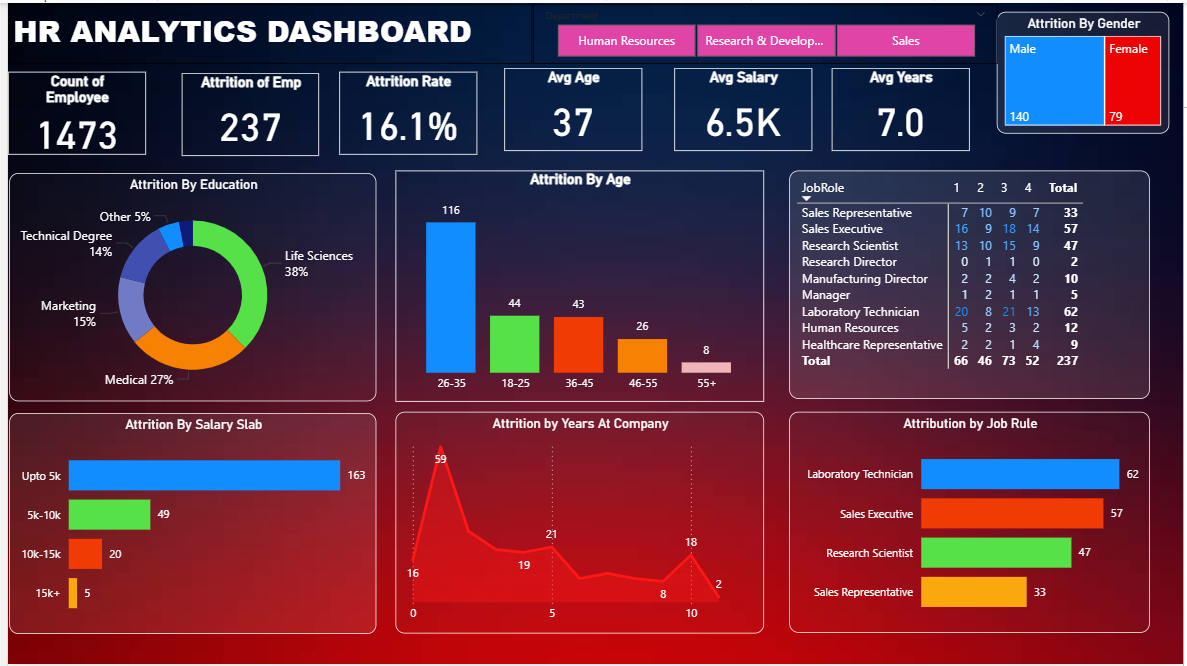 HR ANALYTICS DASHBOARD
Department
Human Resources
Research & Develop...
Sales
Attrition By Gender
Male
Female
140
79
Count of
Employee
1473
Attrition of Emp
237
Attrition Rate
16.1%
Avg Age
37
Avg Salary
6.5K
Avg Years
7.0
Attrition By Education
Other 5%
Technical Degree
14%
Life Sciences
38%
Marketing
15%
Medical 27%
Attrition By Age
116
44
43
26
8
26-35 18-25 36-45 46-55 55+
JobRole 1 2 3 4 Total
Sales Representative 7 10 9 7 33
Sales Executive 16 9 18 14 57
Research Scientist 13 10 15 9 47
Research Director 0 1 1 0 2
Manufacturing Director 2 2 4 2 10
Manager 1 2 1 1 5
Laboratory Technician 20 8 21 13 62
Human Resources 5 2 3 2 12
Healthcare Representative 2 2 1 4 9
Total 66 46 73 52 237
Attrition By Salary Slab
Upto 5k 163
5k-10k 49
10k-15k 20
15k+ 5
Attrition by Years At Company
59
21
18
16
19
8
2
0 5 10
Attribution by Job Rule
Laboratory Technician 62
Sales Executive 57
Research Scientist 47
Sales Representative 33